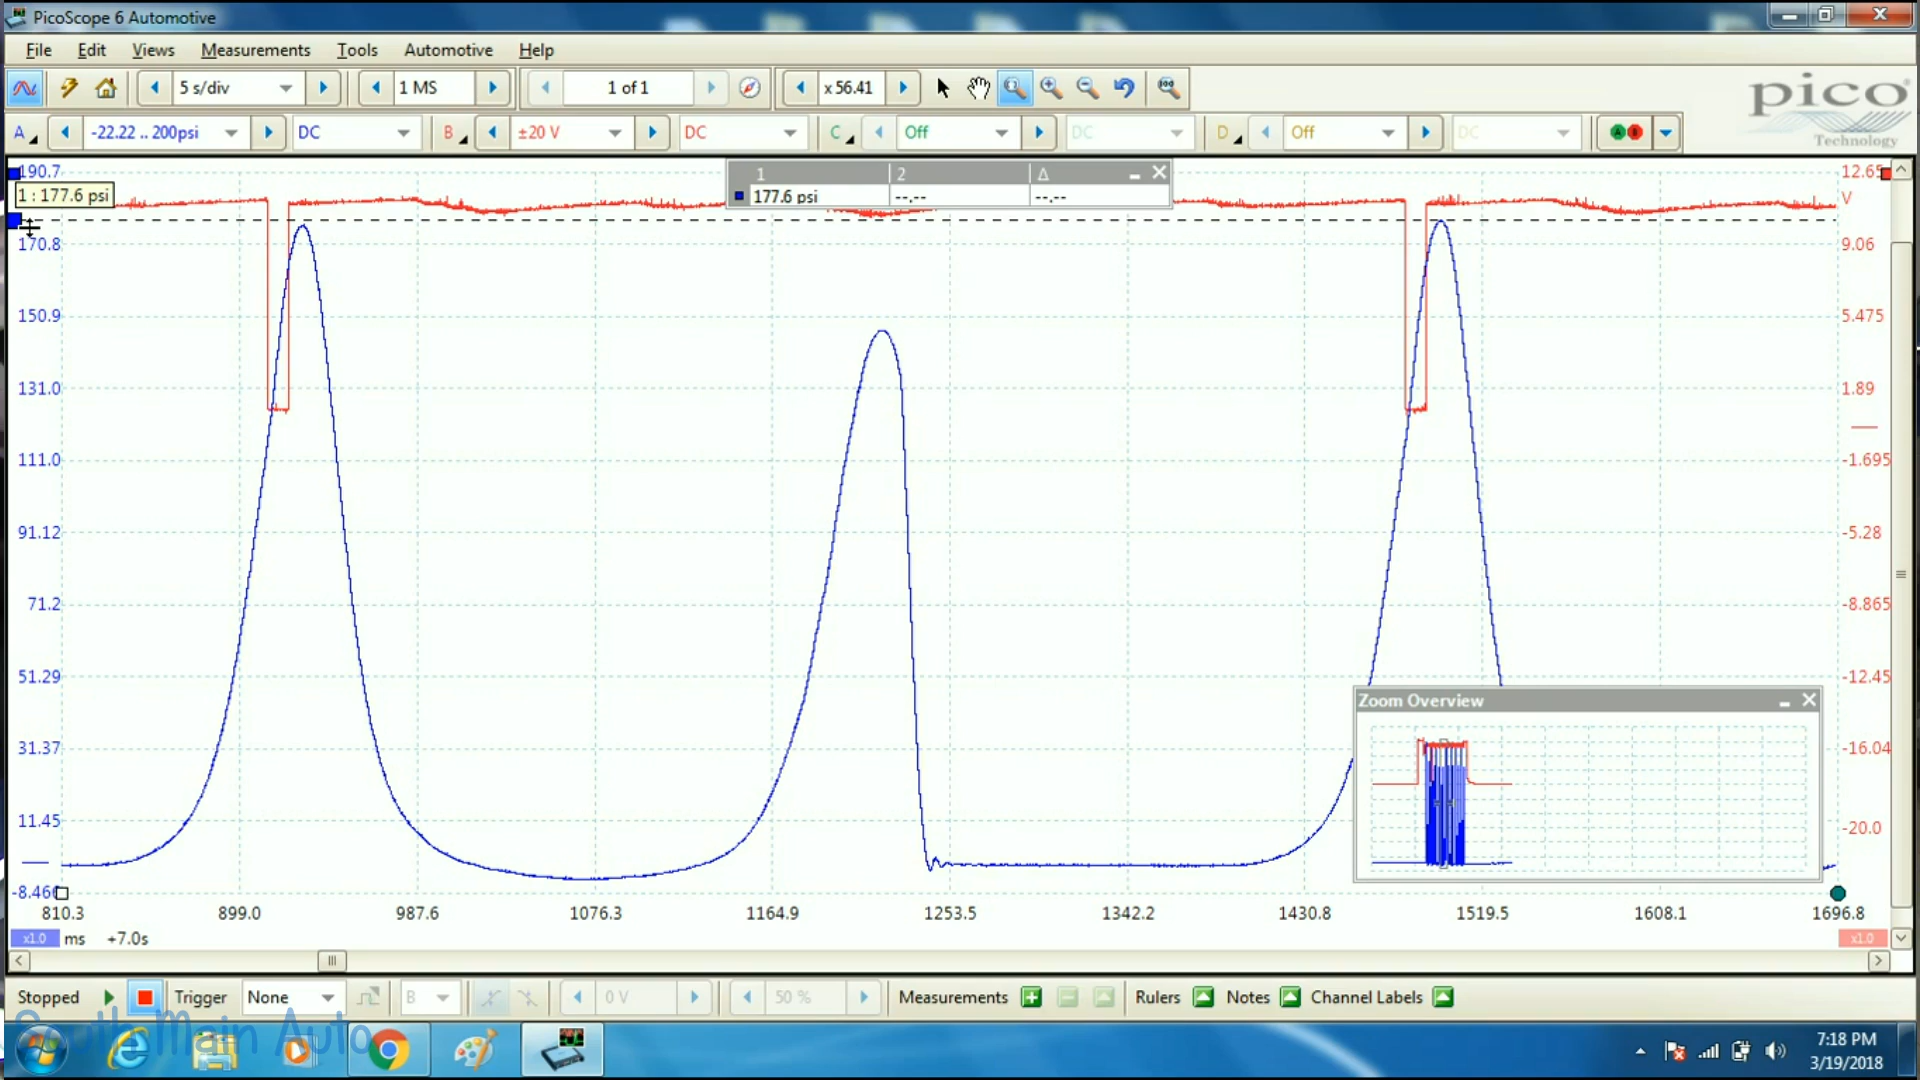 PicoScope 6 Automotive
File Edit Views Measurements Tools Automotive Help
5 s/div 1 MS 1 of 1 x 56.41
pico
Technology
A -22.22 .. 200psi DC B ±20 V DC C Off DC D Off DC A B
190.7 1 2 Δ 12.65
1 : 177.6 psi 177.6 psi --.-- --.-- V
170.8 9.06
150.9 5.475
131.0 1.89
111.0 -1.695
91.12 -5.28
71.2 -8.865
51.29 -12.45
Zoom Overview
31.37 -16.04
11.45 -20.0
-8.466
810.3 899.0 987.6 1076.3 1164.9 1253.5 1342.2 1430.8 1519.5 1608.1 1696.8
x1.0 ms +7.0s x1.0
Stopped Trigger None B 0 V 50 % Measurements Rulers Notes Channel Labels
South Main Auto
7:18 PM
3/19/2018